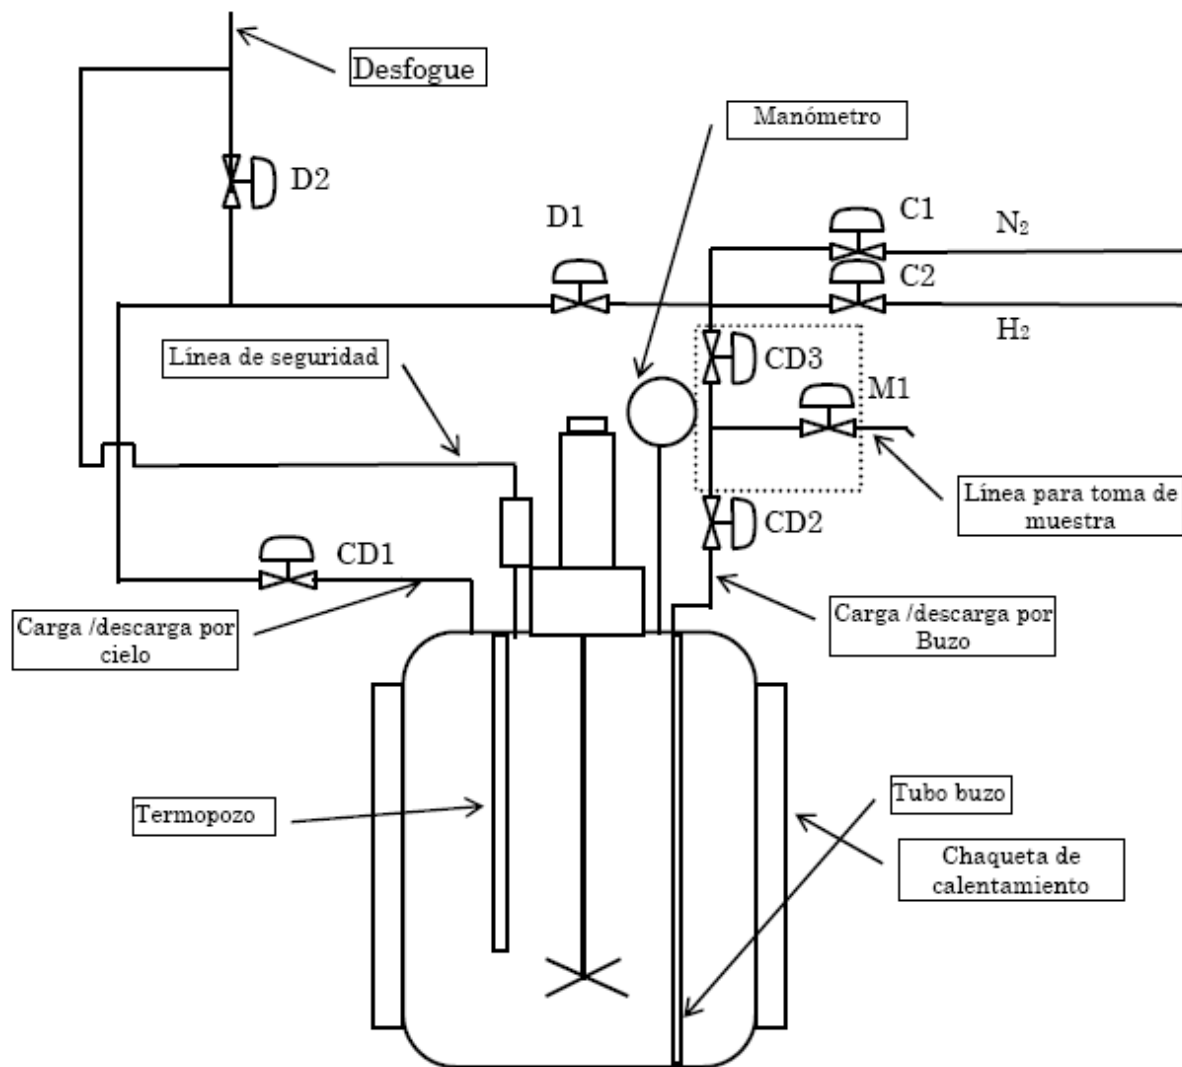 Desfogue
Manómetro
D2
D1
C1
N₂
C2
H₂
Línea de seguridad
CD3
M1
Línea para toma de
muestra
CD2
CD1
Carga /descarga por
cielo
Carga /descarga por
Buzo
Termopozo
Tubo buzo
Chaqueta de
calentamiento